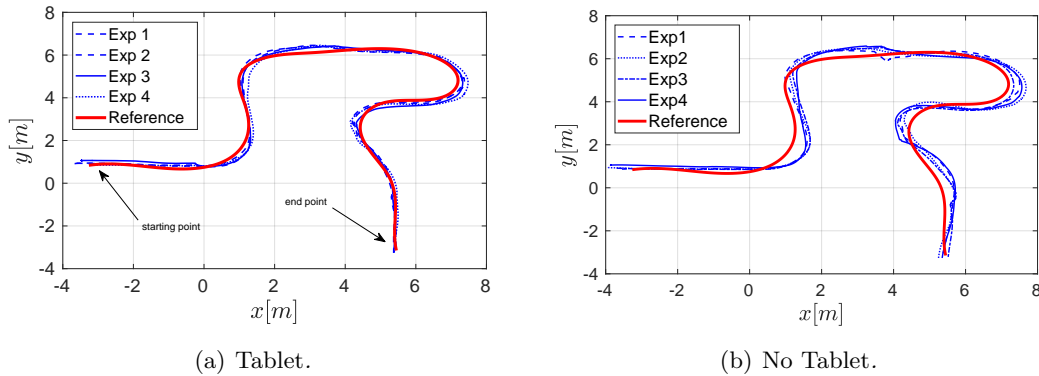 8
6
4
2
0
-2
-4
y[m]
Exp 1
Exp 2
Exp 3
Exp 4
Reference
starting point
end point
-4 -2 0 2 4 6 8
x[m]
(a) Tablet.
8
6
4
2
0
-2
-4
y[m]
Exp1
Exp2
Exp3
Exp4
Reference
-4 -2 0 2 4 6 8
x[m]
(b) No Tablet.